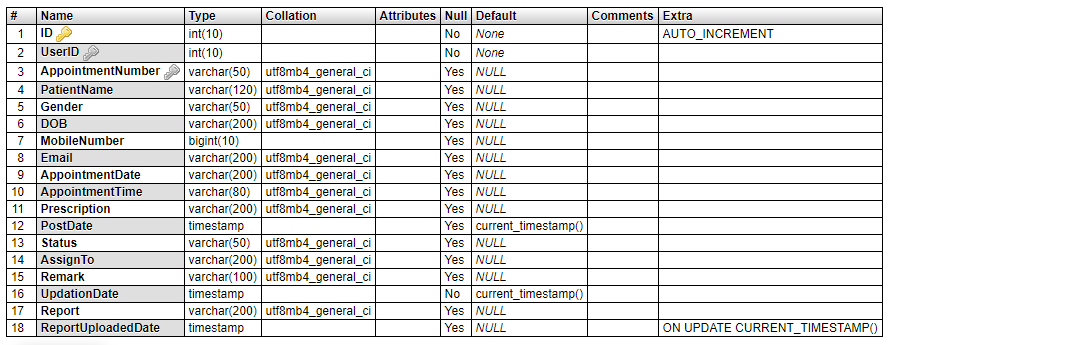 # Name Type Collation Attributes Null Default Comments Extra
1 ID int(10) No None AUTO_INCREMENT
2 UserID int(10) No None
3 AppointmentNumber varchar(50) utf8mb4_general_ci Yes NULL
4 PatientName varchar(120) utf8mb4_general_ci Yes NULL
5 Gender varchar(50) utf8mb4_general_ci Yes NULL
6 DOB varchar(200) utf8mb4_general_ci Yes NULL
7 MobileNumber bigint(10) Yes NULL
8 Email varchar(200) utf8mb4_general_ci Yes NULL
9 AppointmentDate varchar(200) utf8mb4_general_ci Yes NULL
10 AppointmentTime varchar(80) utf8mb4_general_ci Yes NULL
11 Prescription varchar(200) utf8mb4_general_ci Yes NULL
12 PostDate timestamp Yes current_timestamp()
13 Status varchar(50) utf8mb4_general_ci Yes NULL
14 AssignTo varchar(200) utf8mb4_general_ci Yes NULL
15 Remark varchar(100) utf8mb4_general_ci Yes NULL
16 UpdationDate timestamp No current_timestamp()
17 Report varchar(200) utf8mb4_general_ci Yes NULL
18 ReportUploadedDate timestamp Yes NULL ON UPDATE CURRENT_TIMESTAMP()